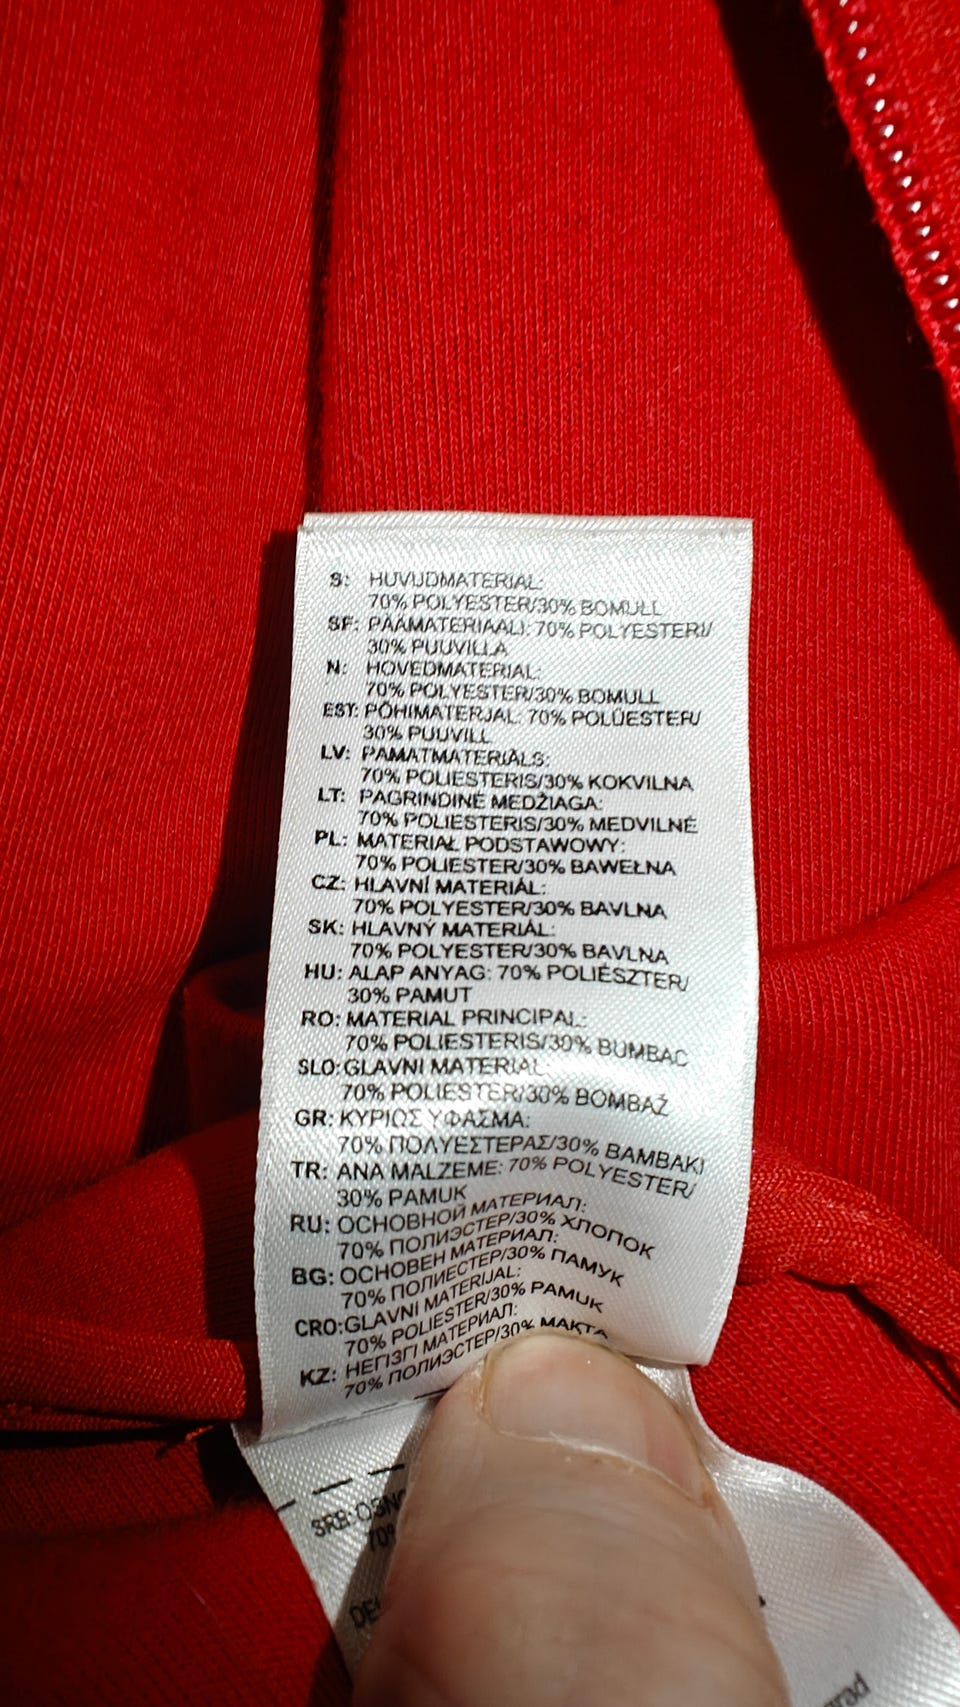 S: HUVUDMATERIAL:
70% POLYESTER/30% BOMULL
SF: PÄÄMATERIAALI: 70% POLYESTERI/
30% PUUVILLA
N: HOVEDMATERIAL:
70% POLYESTER/30% BOMULL
EST: PÕHIMATERJAL: 70% POLÜESTER/
30% PUUVILL
LV: PAMATMATERIĀLS:
70% POLIESTERIS/30% KOKVILNA
LT: PAGRINDINĖ MEDŽIAGA:
70% POLIESTERIS/30% MEDVILNĖ
PL: MATERIAŁ PODSTAWOWY:
70% POLIESTER/30% BAWEŁNA
CZ: HLAVNÍ MATERIÁL:
70% POLYESTER/30% BAVLNA
SK: HLAVNÝ MATERIÁL:
70% POLYESTER/30% BAVLNA
HU: ALAP ANYAG: 70% POLIÉSZTER/
30% PAMUT
RO: MATERIAL PRINCIPAL:
70% POLIESTERIS/30% BUMBAC
SLO: GLAVNI MATERIAL:
70% POLYESTER/30% BOMBAŽ
GR: ΚΥΡΙΩΣ ΥΦΑΣΜΑ:
70% ΠΟΛΥΕΣΤΕΡΑΣ/30% BAMBAKI
TR: ANA MALZEME: 70% POLYESTER/
30% PAMUK
RU: ОСНОВНОЙ МАТЕРИАЛ:
70% ПОЛИЭСТЕР/30% ХЛОПОК
BG: ОСНОВЕН МАТЕРИАЛ:
70% ПОЛИЕСТЕР/30% ПАМУК
CRO: GLAVNI MATERIJAL:
70% POLIESTER/30% PAMUK
KZ: НЕГІЗГІ МАТЕРИАЛ:
70% ПОЛИЭСТЕР/30% МАҚТА
SRB:
70%